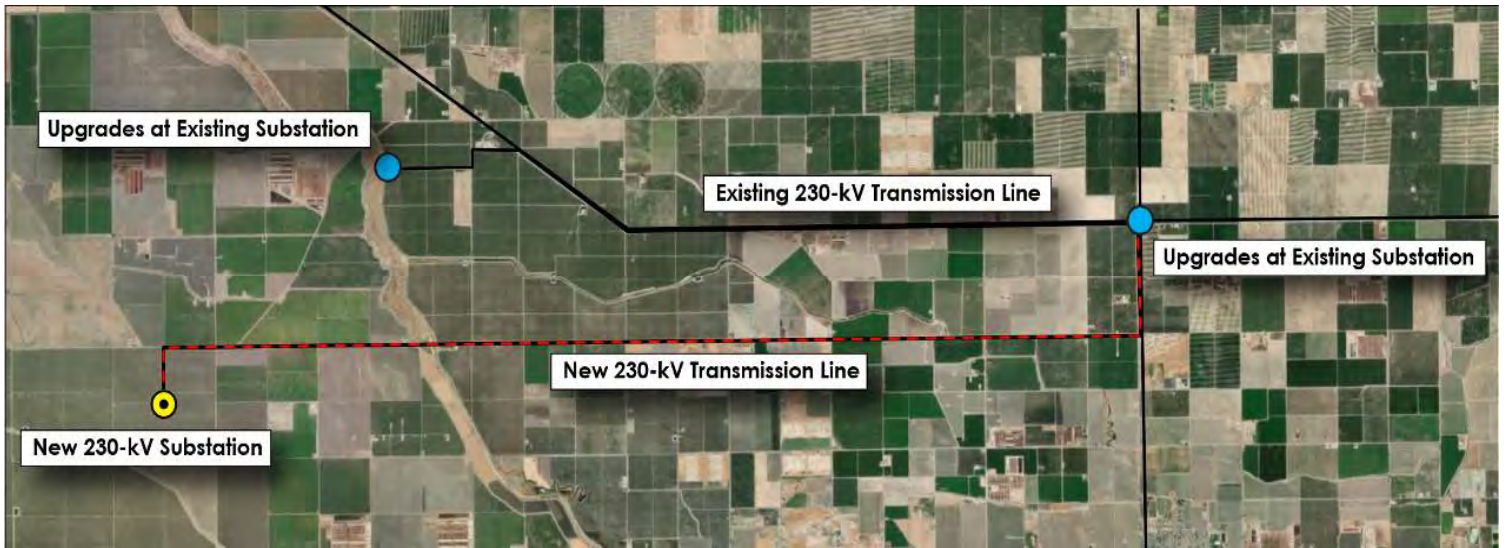 Upgrades at Existing Substation
Existing 230-kV Transmission Line
Upgrades at Existing Substation
New 230-kV Transmission Line
New 230-kV Substation